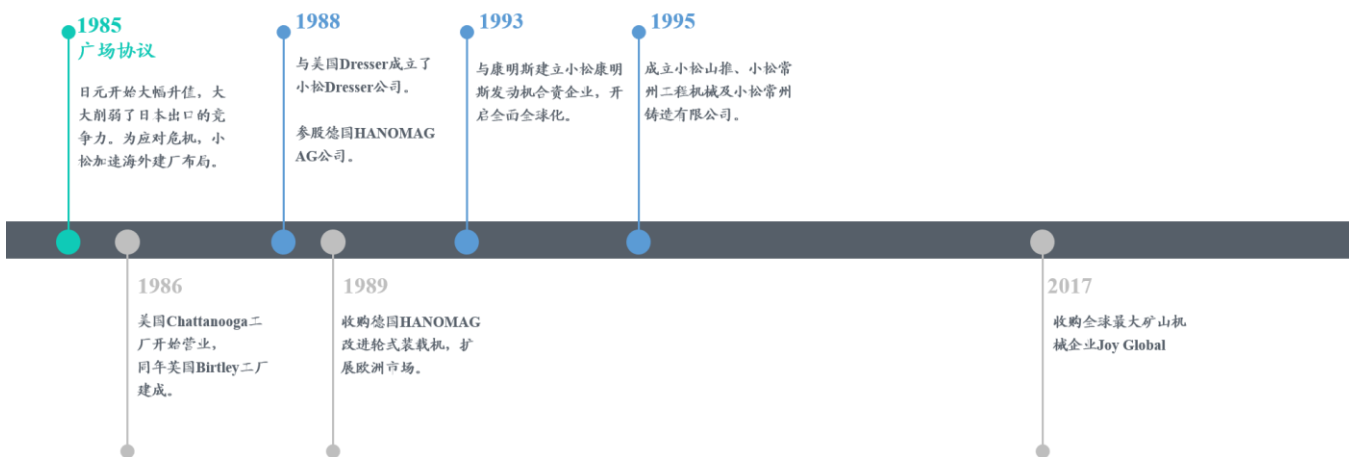 1985
广场协议
日元开始大幅升值，大
大削弱了日本出口的竞
争力。为应对危机，小
松加速海外建厂布局。
1988
与美国Dresser成立了
小松Dresser公司。
参股德国HANOMAG
AG公司。
1993
与康明斯建立小松康明
斯发动机合资企业，开
启全面全球化。
1995
成立小松山推、小松常
州工程机械及小松常州
铸造有限公司。
1986
美国Chattanooga工
厂开始营业，
同年英国Birtley工厂
建成。
1989
收购德国HANOMAG
改进轮式装载机，扩
展欧洲市场。
2017
收购全球最大矿山机
械企业Joy Global